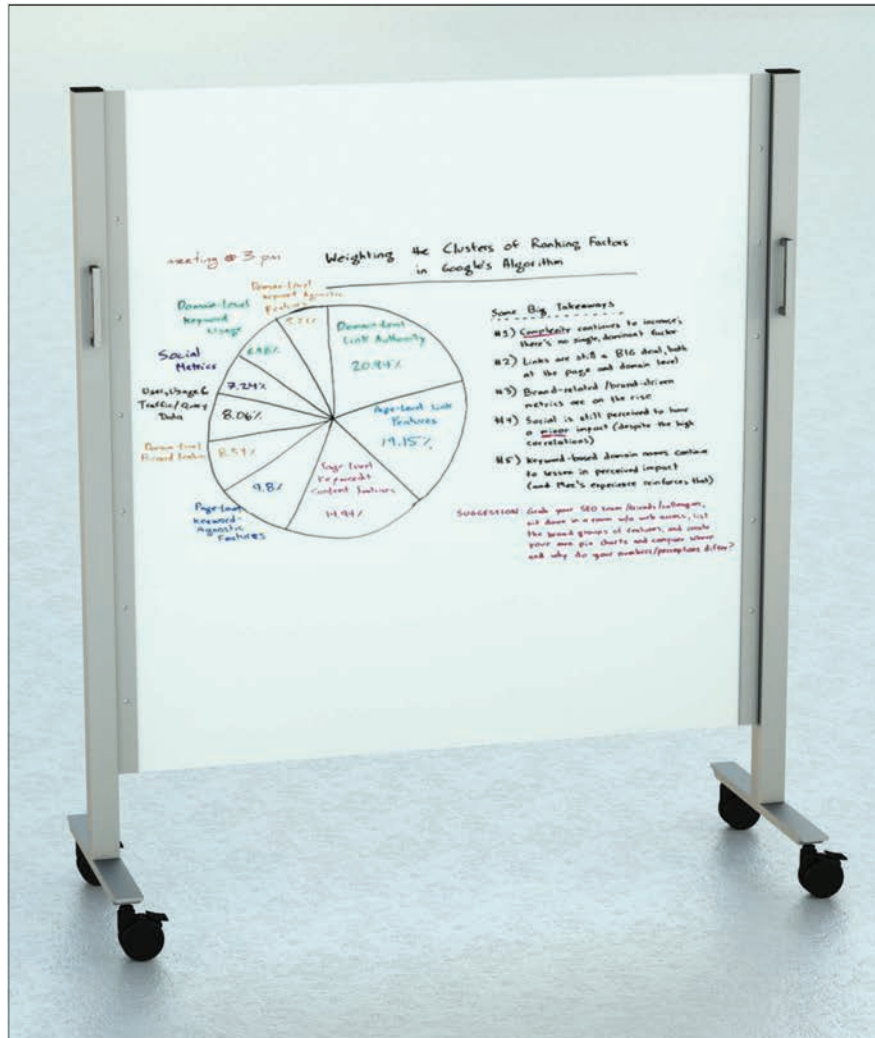 meeting @ 3 pm
Weighting the Clusters of Ranking Factors
in Google's Algorithm
Domain-Level
Keyword Agnostic
Features
5.21%
Domain-Level
Keyword
Usage
6.98%
Social
Metrics
7.24%
User, Usage &
Traffic/Query
Data
8.06%
Domain-Level
Brand Features
8.59%
Page-Level
Keyword-
Agnostic
Features
9.8%
Page-Level
Keyword &
Content Features
14.94%
Page-Level Link
Features
19.15%
Domain-Level
Link Authority
20.94%
Some Big Takeaways
#1) Complexity continues to increase;
there's no single, dominant factor
#2) Links are still a BIG deal, both
at the page and domain level
#3) Brand-related/brand-driven
metrics are on the rise
#4) Social is still perceived to have
a minor impact (despite the high
correlations)
#5) Keyword-based domain names continue
to lessen in perceived impact
(and Moz's experience reinforces that)
SUGGESTION: Grab your SEO team/friends/colleagues,
sit down in a room w/o web access, list
the broad groups of features, and create
your own pie charts and compare where
and why do your numbers/perceptions differ?